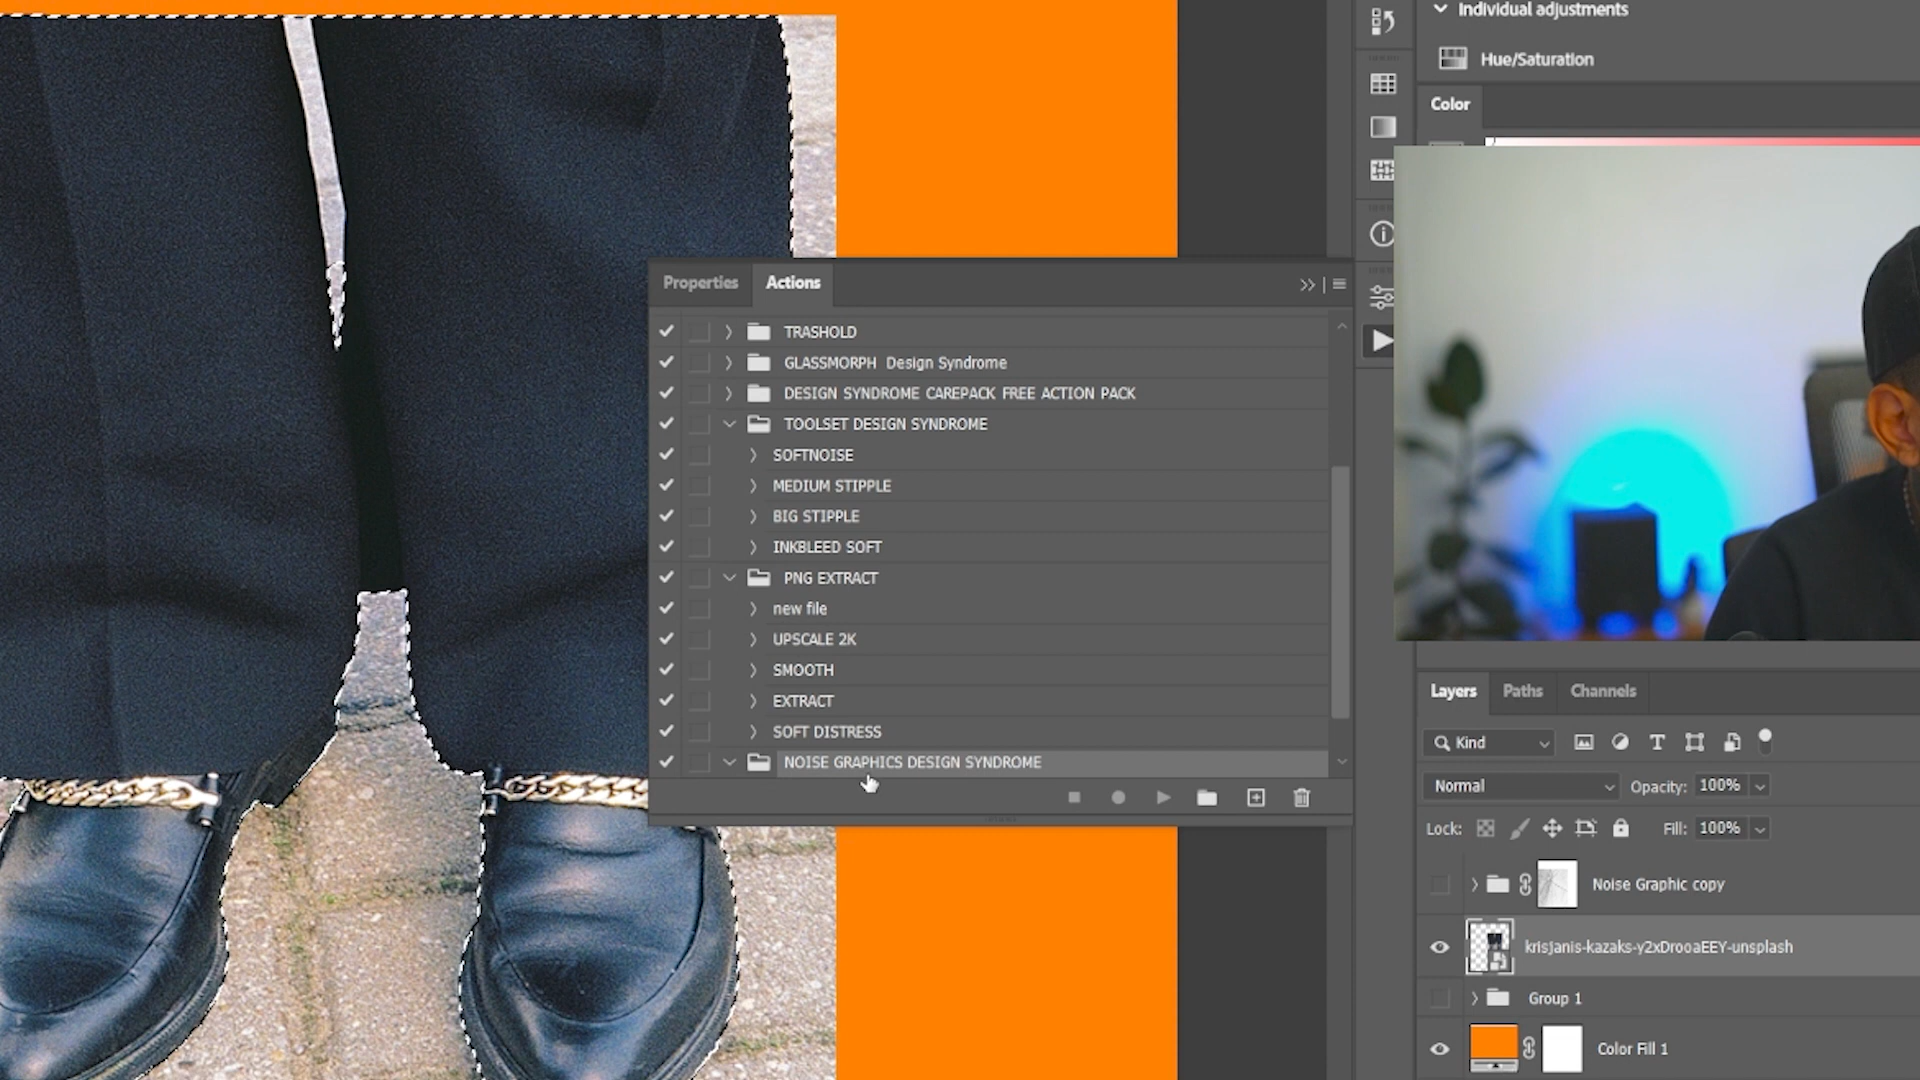 Individual adjustments
Hue/Saturation
Color
Properties
Actions
TRASHOLD
GLASSMORPH Design Syndrome
DESIGN SYNDROME CAREPACK FREE ACTION PACK
TOOLSET DESIGN SYNDROME
SOFTNOISE
MEDIUM STIPPLE
BIG STIPPLE
INKBLEED SOFT
PNG EXTRACT
new file
UPSCALE 2K
SMOOTH
EXTRACT
SOFT DISTRESS
NOISE GRAPHICS DESIGN SYNDROME
Layers Paths Channels
Kind
Normal Opacity: 100%
Lock: Fill: 100%
Noise Graphic copy
krisjanis-kazaks-y2xDrooaEEY-unsplash
Group 1
Color Fill 1